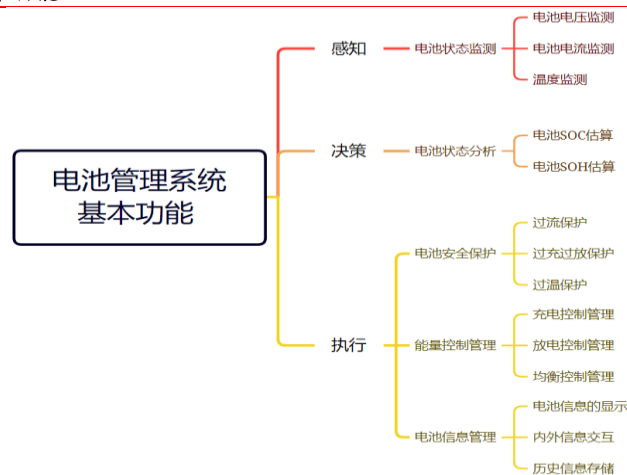 电池管理系统
基本功能
感知
电池状态监测
电池电压监测
电池电流监测
温度监测
决策
电池状态分析
电池SOC估算
电池SOH估算
执行
电池安全保护
过流保护
过充过放保护
过温保护
能量控制管理
充电控制管理
放电控制管理
均衡控制管理
电池信息管理
电池信息的显示
内外信息交互
历史信息存储